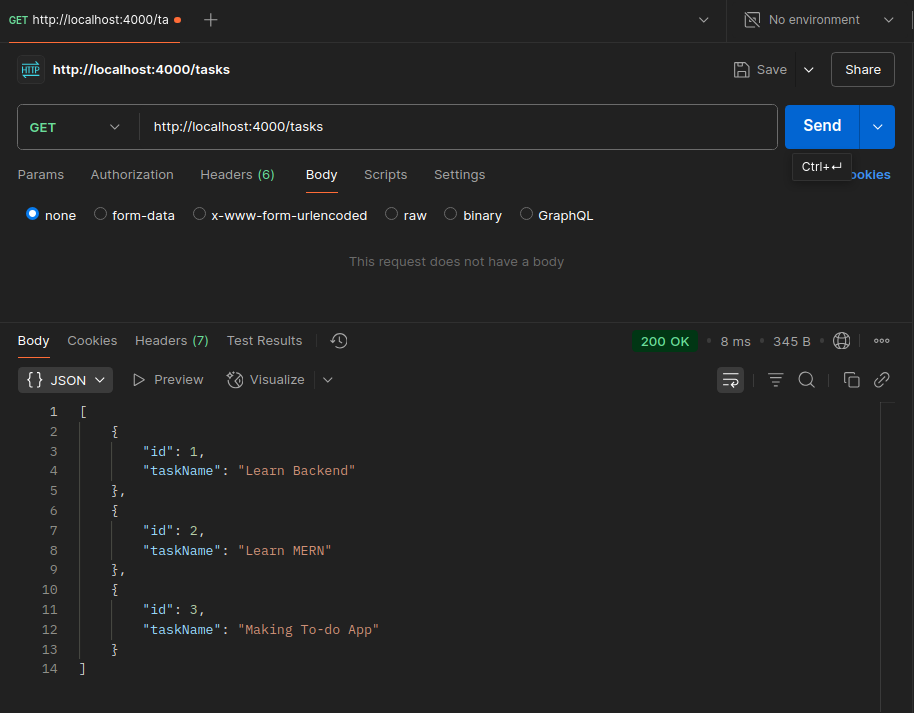 GET http://localhost:4000/ta
No environment
HTTP http://localhost:4000/tasks
Save
Share
GET http://localhost:4000/tasks
Send
Ctrl+↵
ookies
Params Authorization Headers (6) Body Scripts Settings
none form-data x-www-form-urlencoded raw binary GraphQL
This request does not have a body
Body Cookies Headers (7) Test Results
200 OK • 8 ms • 345 B •
{} JSON Preview Visualize
1 [
2 {
3 "id": 1,
4 "taskName": "Learn Backend"
5 },
6 {
7 "id": 2,
8 "taskName": "Learn MERN"
9 },
10 {
11 "id": 3,
12 "taskName": "Making To-do App"
13 }
14 ]